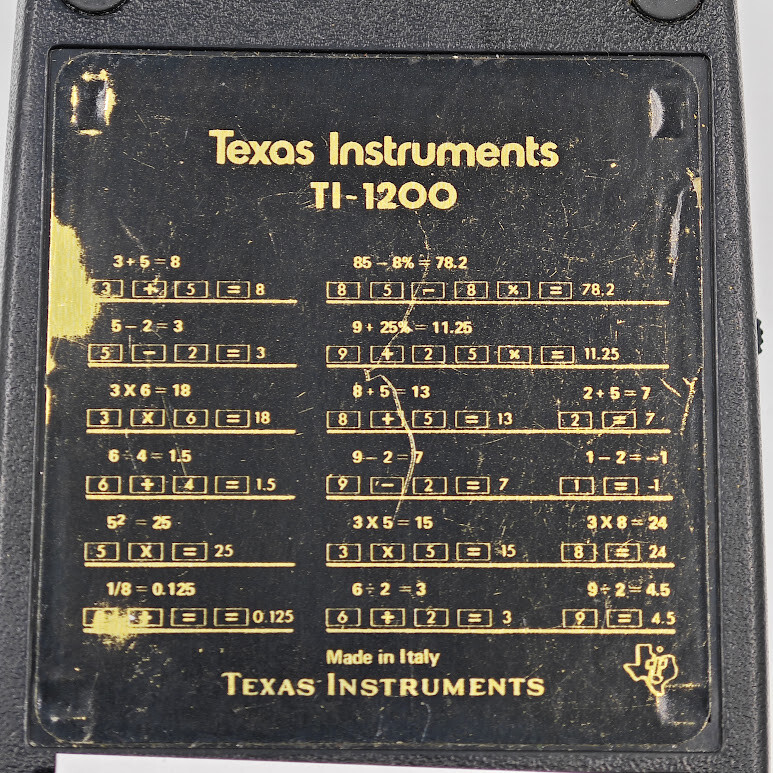 Texas Instruments
TI-1200
3 + 5 = 8
3 + 5 = 8
5 – 2 = 3
5 – 2 = 3
3 X 6 = 18
3 X 6 = 18
6 ÷ 4 = 1.5
6 ÷ 4 = 1.5
5² = 25
5 X = 25
1/8 = 0.125
÷ = = 0.125
85 – 8% = 78.2
8 5 – 8 % = 78.2
9 + 25% = 11.25
9 + 2 5 % = 11.25
8 + 5 = 13
8 + 5 = 13
9 – 2 = 7
9 – 2 = 7
3 X 5 = 15
3 X 5 = 15
6 ÷ 2 = 3
6 ÷ 2 = 3
2 + 5 = 7
2 = 7
1 – 2 = –1
1 = -1
3 X 8 = 24
8 = 24
9 ÷ 2 = 4.5
9 = 4.5
Made in Italy
TEXAS INSTRUMENTS